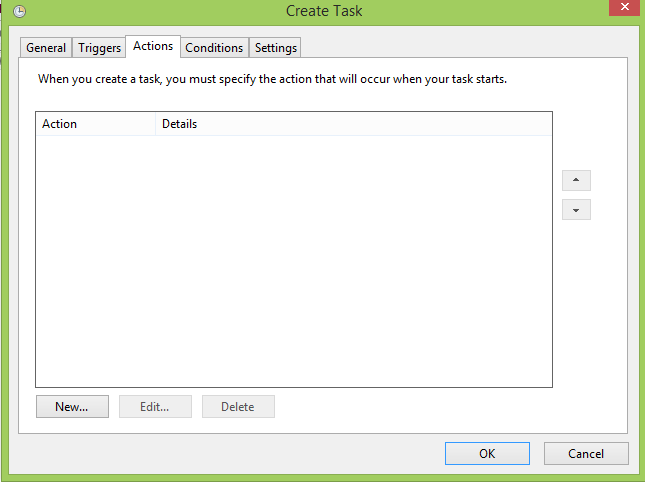 Create Task
General Triggers Actions Conditions Settings
When you create a task, you must specify the action that will occur when your task starts.
Action Details
New... Edit... Delete
OK Cancel